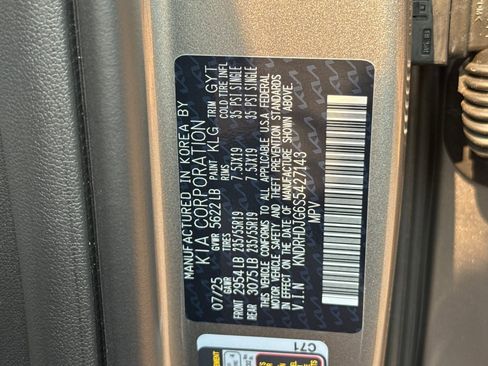 MANUFACTURED IN KOREA BY
KIA CORPORATION
07/25 GVWR 5622 LB PAINT KLG TRIM GYT
GAWR TIRES RIMS COLD TIRE INFL
FRONT 2954 LB 235/55R19 7.5JX19 35 PSI SINGLE
REAR 3075 LB 235/55R19 7.5JX19 35 PSI SINGLE
THIS VEHICLE CONFORMS TO ALL APPLICABLE U.S.A FEDERAL
MOTOR VEHICLE SAFETY AND THEFT PREVENTION STANDARDS
IN EFFECT ON THE DATE OF MANUFACTURE SHOWN ABOVE.
V.I.N KNDRHDJG6S5427143
MPV
C71